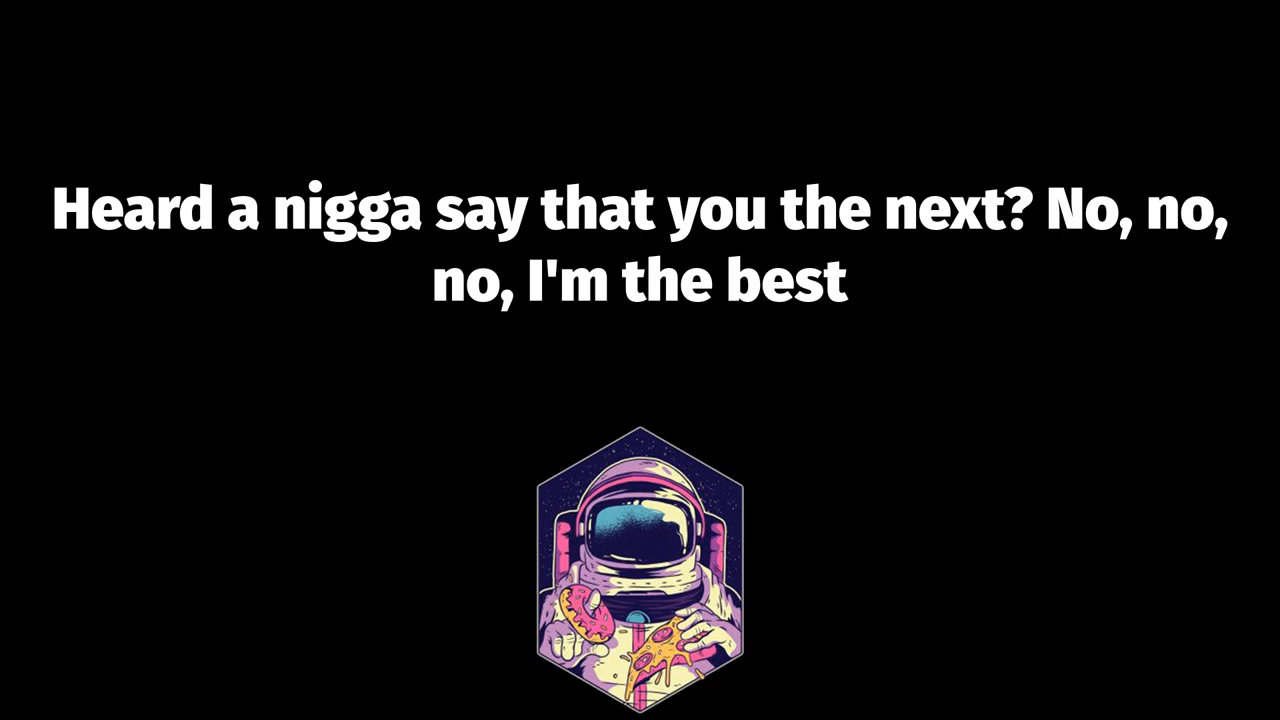 Heard a nigga say that you the next? No, no,
no, I'm the best